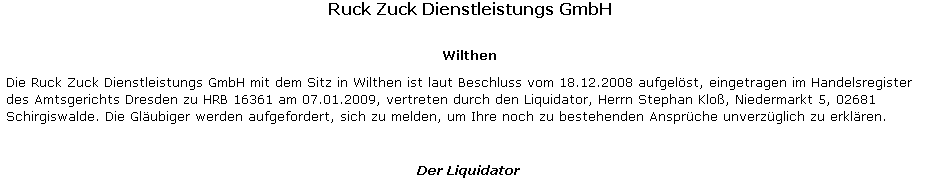 Ruck Zuck Dienstleistungs GmbH
Wilthen
Die Ruck Zuck Dienstleistungs GmbH mit dem Sitz in Wilthen ist laut Beschluss vom 18.12.2008 aufgelöst, eingetragen im Handelsregister
des Amtsgerichts Dresden zu HRB 16361 am 07.01.2009, vertreten durch den Liquidator, Herrn Stephan Kloß, Niedermarkt 5, 02681
Schirgiswalde. Die Gläubiger werden aufgefordert, sich zu melden, um Ihre noch zu bestehenden Ansprüche unverzüglich zu erklären.
Der Liquidator